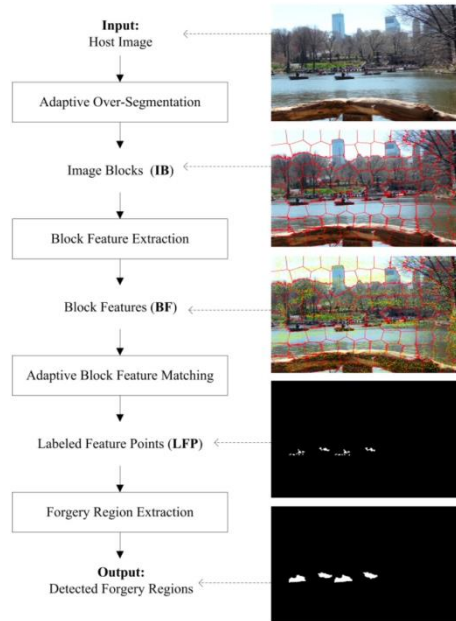 Input:
Host Image
Adaptive Over-Segmentation
Image Blocks (IB)
Block Feature Extraction
Block Features (BF)
Adaptive Block Feature Matching
Labeled Feature Points (LFP)
Forgery Region Extraction
Output:
Detected Forgery Regions